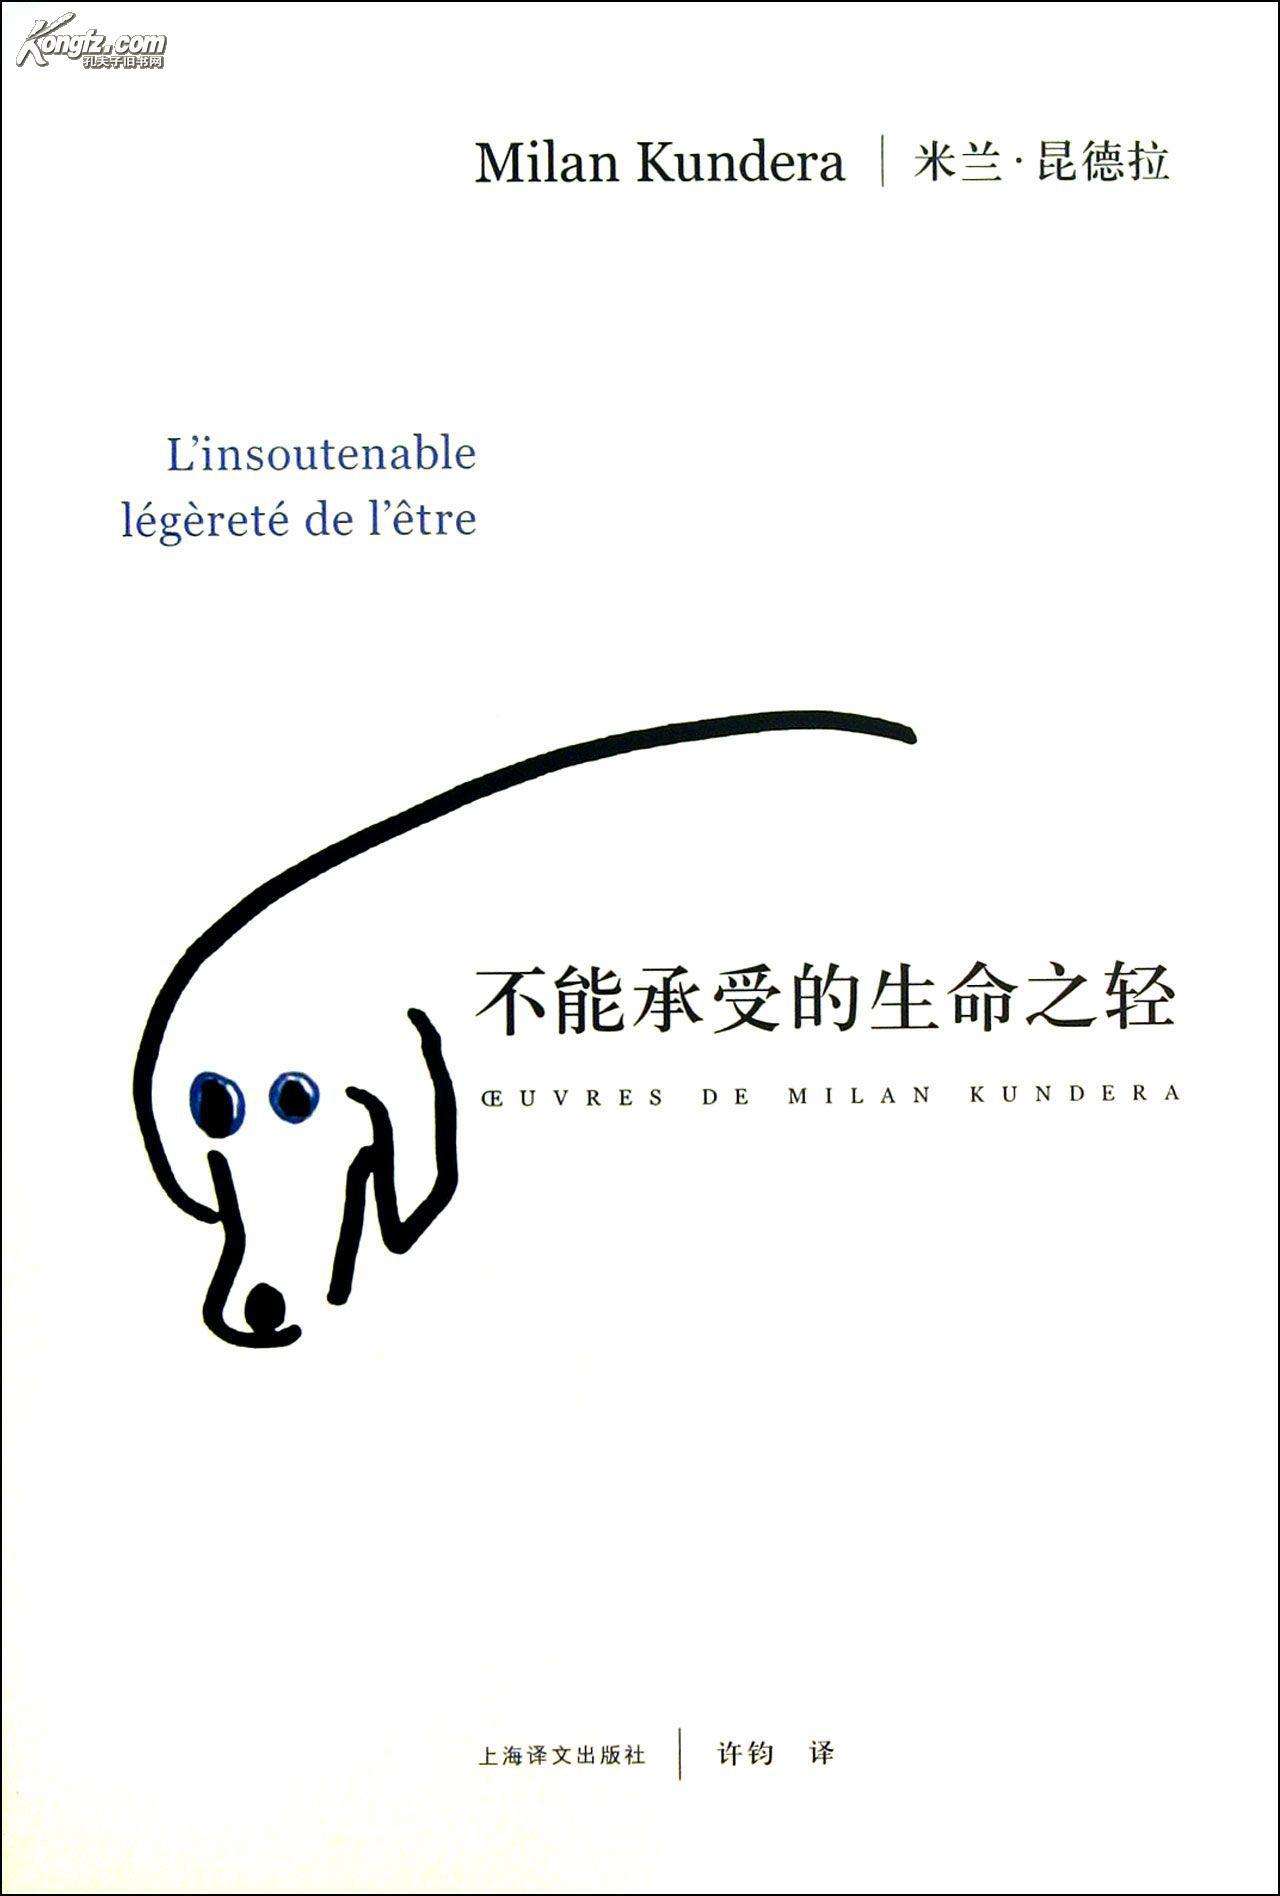 Kongfz.com
孔夫子旧书网
Milan Kundera | 米兰·昆德拉
L'insoutenable
légèreté de l'être
不能承受的生命之轻
ŒUVRES DE MILAN KUNDERA
上海译文出版社 | 许钧 译